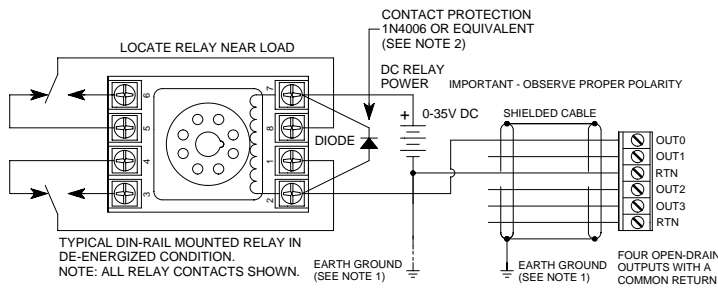 CONTACT PROTECTION
1N4006 OR EQUIVALENT
(SEE NOTE 2)
LOCATE RELAY NEAR LOAD
DC RELAY
POWER
IMPORTANT - OBSERVE PROPER POLARITY
+ 0-35V DC
SHIELDED CABLE
DIODE
6
5
4
3
7
8
1
2
OUT0
OUT1
RTN
OUT2
OUT3
RTN
TYPICAL DIN-RAIL MOUNTED RELAY IN
DE-ENERGIZED CONDITION.
NOTE: ALL RELAY CONTACTS SHOWN.
EARTH GROUND
(SEE NOTE 1)
EARTH GROUND
(SEE NOTE 1)
FOUR OPEN-DRAIN
OUTPUTS WITH A
COMMON RETURN